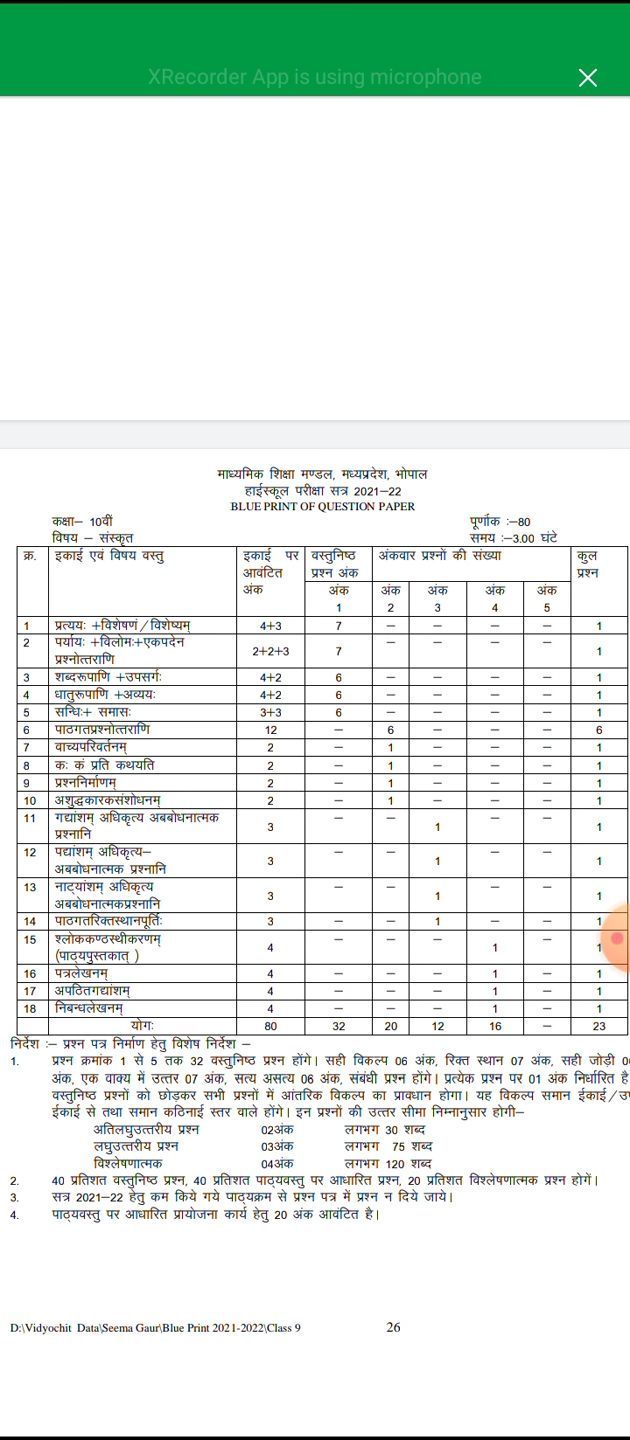 XRecorder App is using microphone
माध्यमिक शिक्षा मण्डल, मध्यप्रदेश, भोपाल
हाईस्कूल परीक्षा सत्र 2021–22
BLUE PRINT OF QUESTION PAPER
कक्षा– 10वीं पूर्णांक :–80
विषय – संस्कृत समय :–3.00 घंटे
क्र. इकाई एवं विषय वस्तु इकाई पर आवंटित अंक वस्तुनिष्ठ प्रश्न अंक अंकवार प्रश्नों की संख्या कुल प्रश्न
अंक अंक अंक अंक अंक
1 2 3 4 5
1 प्रत्ययः +विशेषणं/विशेष्यम् 4+3 7 – – – – 1
2 पर्यायः +विलोमः+एकपदेन प्रश्नोत्तराणि 2+2+3 7 – – – – 1
3 शब्दरूपाणि +उपसर्गः 4+2 6 – – – – 1
4 धातुरूपाणि +अव्ययः 4+2 6 – – – – 1
5 सन्धिः+ समासः 3+3 6 – – – – 1
6 पाठगतप्रश्नोत्तराणि 12 – 6 – – – 6
7 वाच्यपरिवर्तनम् 2 – 1 – – – 1
8 कः कं प्रति कथयति 2 – 1 – – – 1
9 प्रश्ननिर्माणम् 2 – 1 – – – 1
10 अशुद्धकारकसंशोधनम् 2 – 1 – – – 1
11 गद्यांशम् अधिकृत्य अबबोधनात्मक प्रश्नानि 3 – – 1 – – 1
12 पद्यांशम् अधिकृत्य– अबबोधनात्मक प्रश्नानि 3 – – 1 – – 1
13 नाट्यांशम् अधिकृत्य अबबोधनात्मकप्रश्नानि 3 – – 1 – – 1
14 पाठगतरिक्तस्थानपूर्तिः 3 – – 1 – – 1
15 श्लोककण्ठस्थीकरणम् (पाठ्यपुस्तकात् ) 4 – – – 1 – 1
16 पत्रलेखनम् 4 – – – 1 – 1
17 अपठितगद्यांशम् 4 – – – 1 – 1
18 निबन्धलेखनम् 4 – – – 1 – 1
योगः 80 32 20 12 16 – 23
निर्देश :– प्रश्न पत्र निर्माण हेतु विशेष निर्देश –
1. प्रश्न क्रमांक 1 से 5 तक 32 वस्तुनिष्ठ प्रश्न होंगे। सही विकल्प 06 अंक, रिक्त स्थान 07 अंक, सही जोड़ी
अंक, एक वाक्य में उत्तर 07 अंक, सत्य असत्य 06 अंक, संबंधी प्रश्न होंगे। प्रत्येक प्रश्न पर 01 अंक निर्धारित है
वस्तुनिष्ठ प्रश्नों को छोड़कर सभी प्रश्नों में आंतरिक विकल्प का प्रावधान होगा। यह विकल्प समान ईकाई/
ईकाई से तथा समान कठिनाई स्तर वाले होंगे। इन प्रश्नों की उत्तर सीमा निम्नानुसार होगी–
अतिलघुउत्तरीय प्रश्न 02अंक लगभग 30 शब्द
लघुउत्तरीय प्रश्न 03अंक लगभग 75 शब्द
विश्लेषणात्मक 04अंक लगभग 120 शब्द
2. 40 प्रतिशत वस्तुनिष्ठ प्रश्न, 40 प्रतिशत पाठ्यवस्तु पर आधारित प्रश्न, 20 प्रतिशत विश्लेषणात्मक प्रश्न होगें।
3. सत्र 2021–22 हेतु कम किये गये पाठ्यक्रम से प्रश्न पत्र में प्रश्न न दिये जाये।
4. पाठ्यवस्तु पर आधारित प्रायोजना कार्य हेतु 20 अंक आवंटित है।
D:\Vidyochit Data\Seema Gaur\Blue Print 2021-2022\Class 9 26